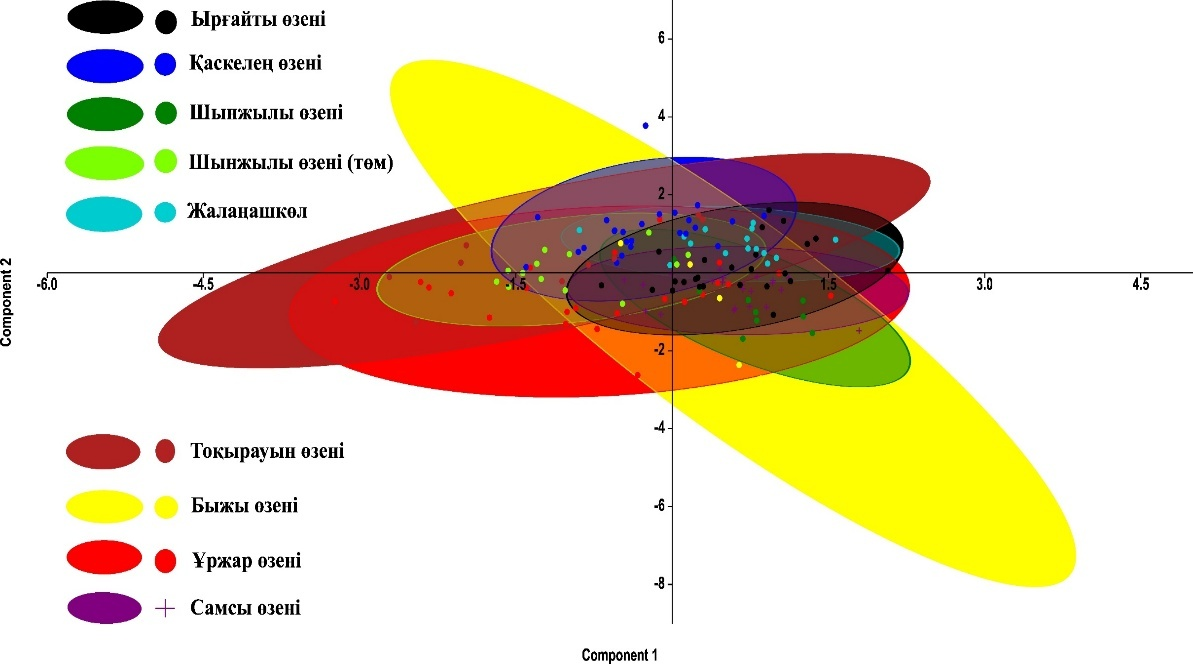 Ырғайты өзені
Қаскелең өзені
Шыпжылы өзені
Шынжылы өзені (төм)
Жалаңашкөл
Тоқырауын өзені
Быжы өзені
Ұржар өзені
Самсы өзені
6
4
2
-2
-4
-6
-8
-6.0 -4.5 -3.0 -1.5 1.5 3.0 4.5
Component 2
Component 1